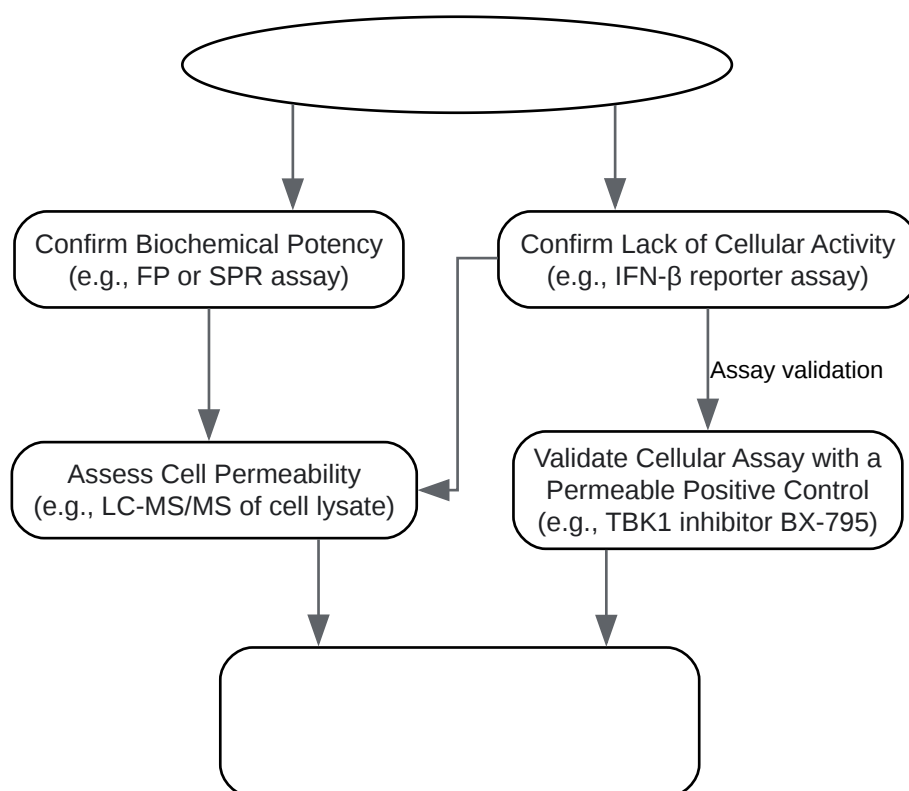 Confirm Biochemical Potency
(e.g., FP or SPR assay)
Confirm Lack of Cellular Activity
(e.g., IFN-β reporter assay)
Assay validation
Assess Cell Permeability
(e.g., LC-MS/MS of cell lysate)
Validate Cellular Assay with a
Permeable Positive Control
(e.g., TBK1 inhibitor BX-795)